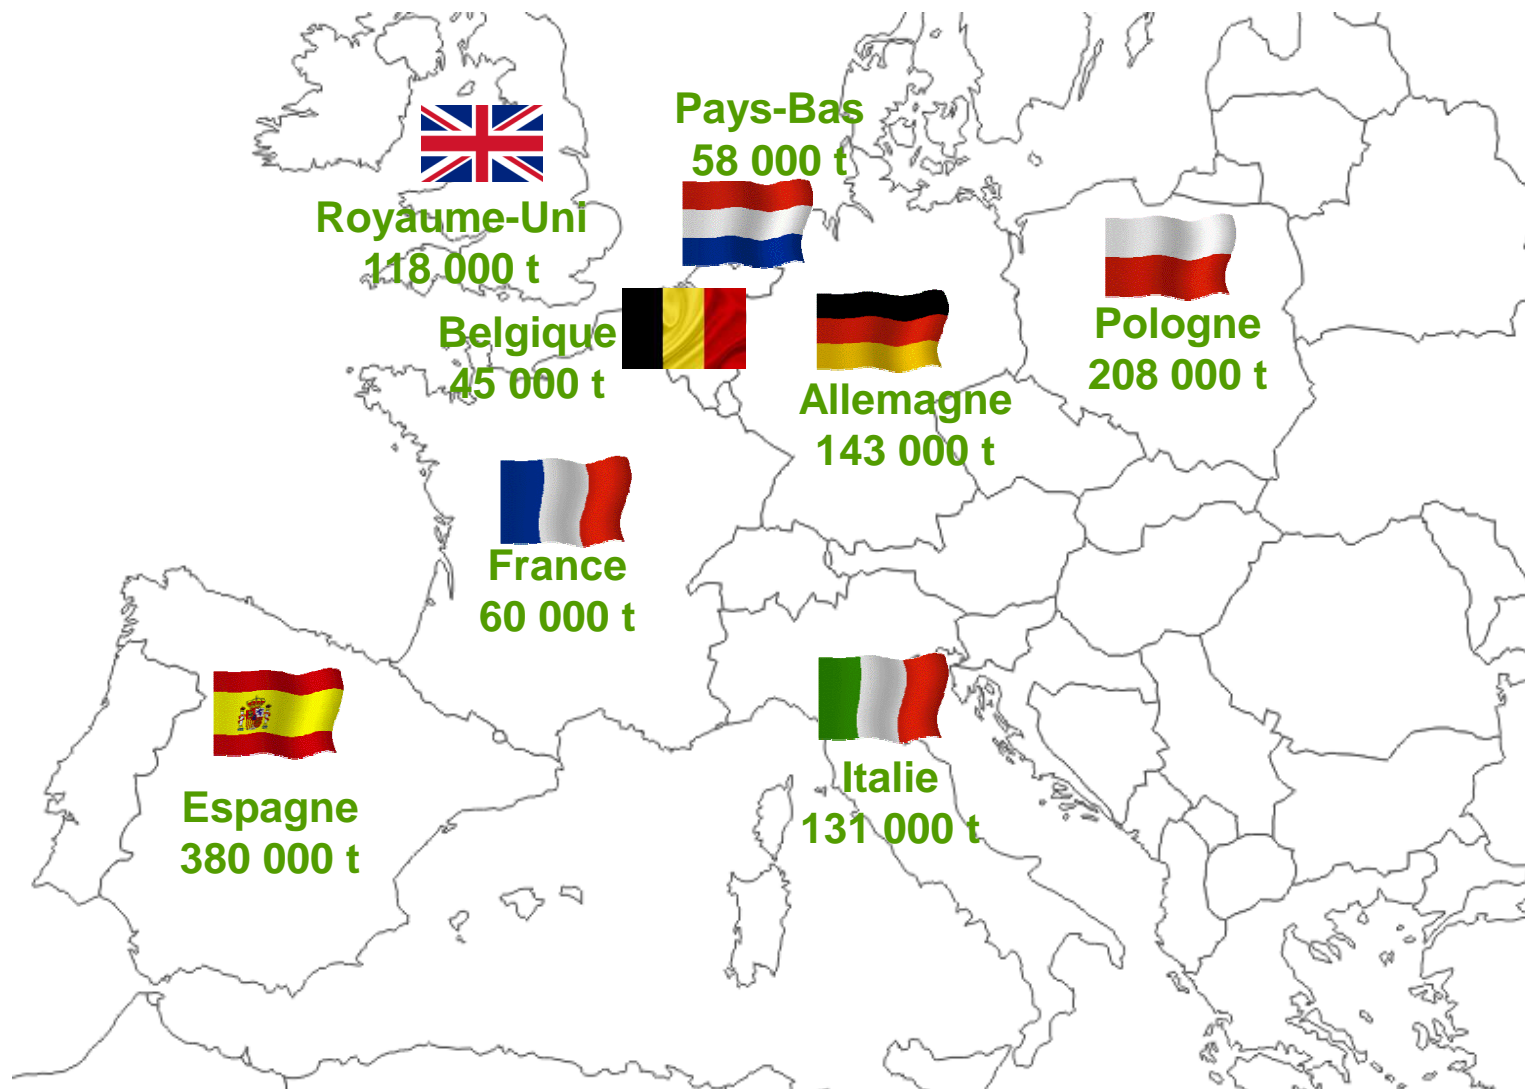 Pays-Bas
58 000 t
Royaume-Uni
118 000 t
Belgique
45 000 t
Pologne
208 000 t
Allemagne
143 000 t
France
60 000 t
Espagne
380 000 t
Italie
131 000 t